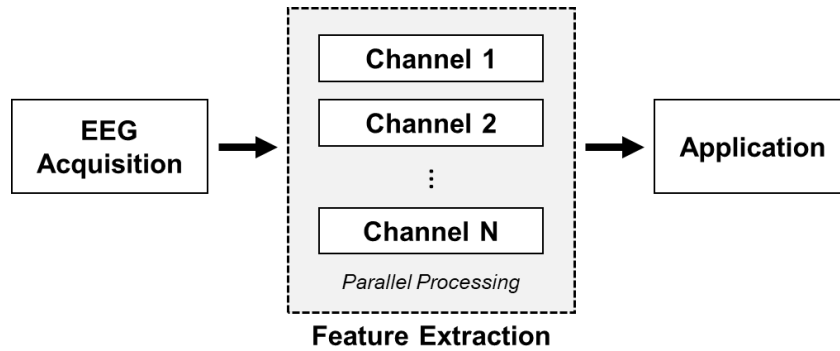 EEG
Acquisition
Channel 1
Channel 2
⋮
Channel N
Parallel Processing
Feature Extraction
Application